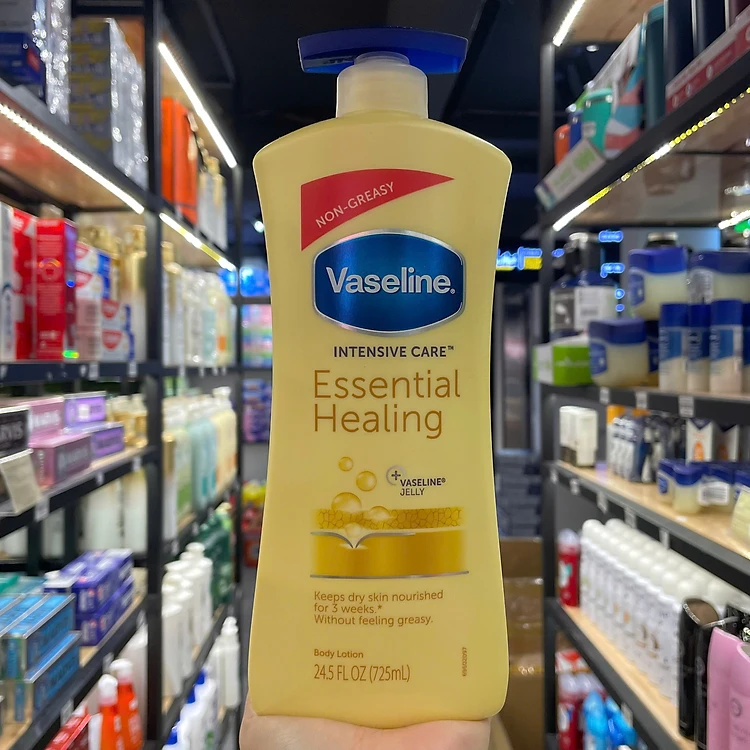 NON-GREASY
Vaseline®
INTENSIVE CARE™
Essential
Healing
+ VASELINE®
JELLY
Keeps dry skin nourished
for 3 weeks.*
Without feeling greasy.
Body Lotion
24.5 FL OZ (725mL)